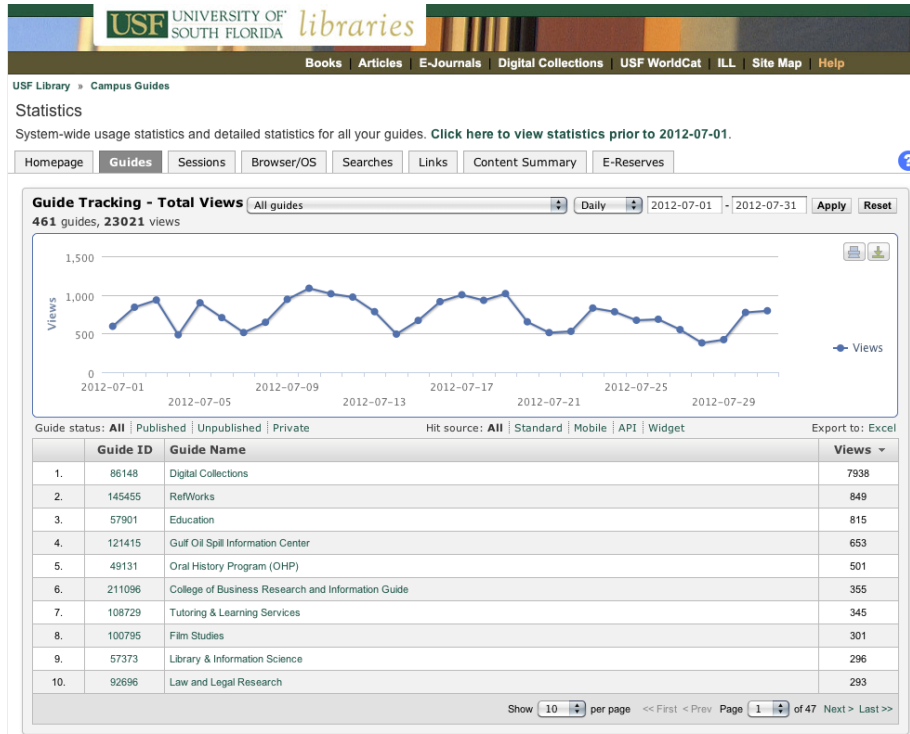 USF UNIVERSITY OF SOUTH FLORIDA libraries
Books | Articles | E-Journals | Digital Collections | USF WorldCat | ILL | Site Map | Help
USF Library » Campus Guides
Statistics
System-wide usage statistics and detailed statistics for all your guides. Click here to view statistics prior to 2012-07-01.
Homepage Guides Sessions Browser/OS Searches Links Content Summary E-Reserves ?
Guide Tracking - Total Views All guides Daily 2012-07-01 - 2012-07-31 Apply Reset
461 guides, 23021 views
1,500
1,000
500
0
Views
Views
2012-07-01 2012-07-09 2012-07-17 2012-07-25
2012-07-05 2012-07-13 2012-07-21 2012-07-29
Guide status: All Published Unpublished Private Hit source: All Standard Mobile API Widget Export to: Excel
Guide ID Guide Name Views
1. 86148 Digital Collections 7938
2. 145455 RefWorks 849
3. 57901 Education 815
4. 121415 Gulf Oil Spill Information Center 653
5. 49131 Oral History Program (OHP) 501
6. 211096 College of Business Research and Information Guide 355
7. 108729 Tutoring & Learning Services 345
8. 100795 Film Studies 301
9. 57373 Library & Information Science 296
10. 92696 Law and Legal Research 293
Show 10 per page << First < Prev Page 1 of 47 Next > Last >>